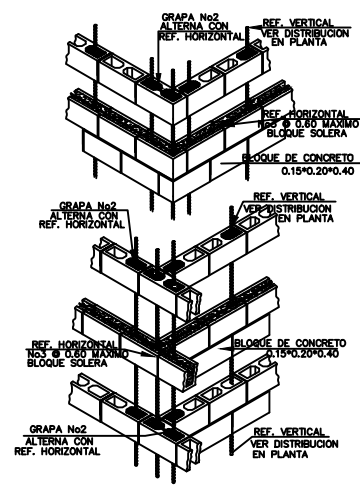 GRAPA No2
ALTERNA CON
REF. HORIZONTAL
REF. VERTICAL
VER DISTRIBUCION
EN PLANTA
REF. HORIZONTAL
No3 @ 0.60 MAXIMO
BLOQUE SOLERA
BLOQUE DE CONCRETO
0.15*0.20*0.40
GRAPA No2
ALTERNA CON
REF. HORIZONTAL
REF. VERTICAL
VER DISTRIBUCION
EN PLANTA
REF. HORIZONTAL
No3 @ 0.60 MAXIMO
BLOQUE SOLERA
BLOQUE DE CONCRETO
0.15*0.20*0.40
GRAPA No2
ALTERNA CON
REF. HORIZONTAL
REF. VERTICAL
VER DISTRIBUCION
EN PLANTA